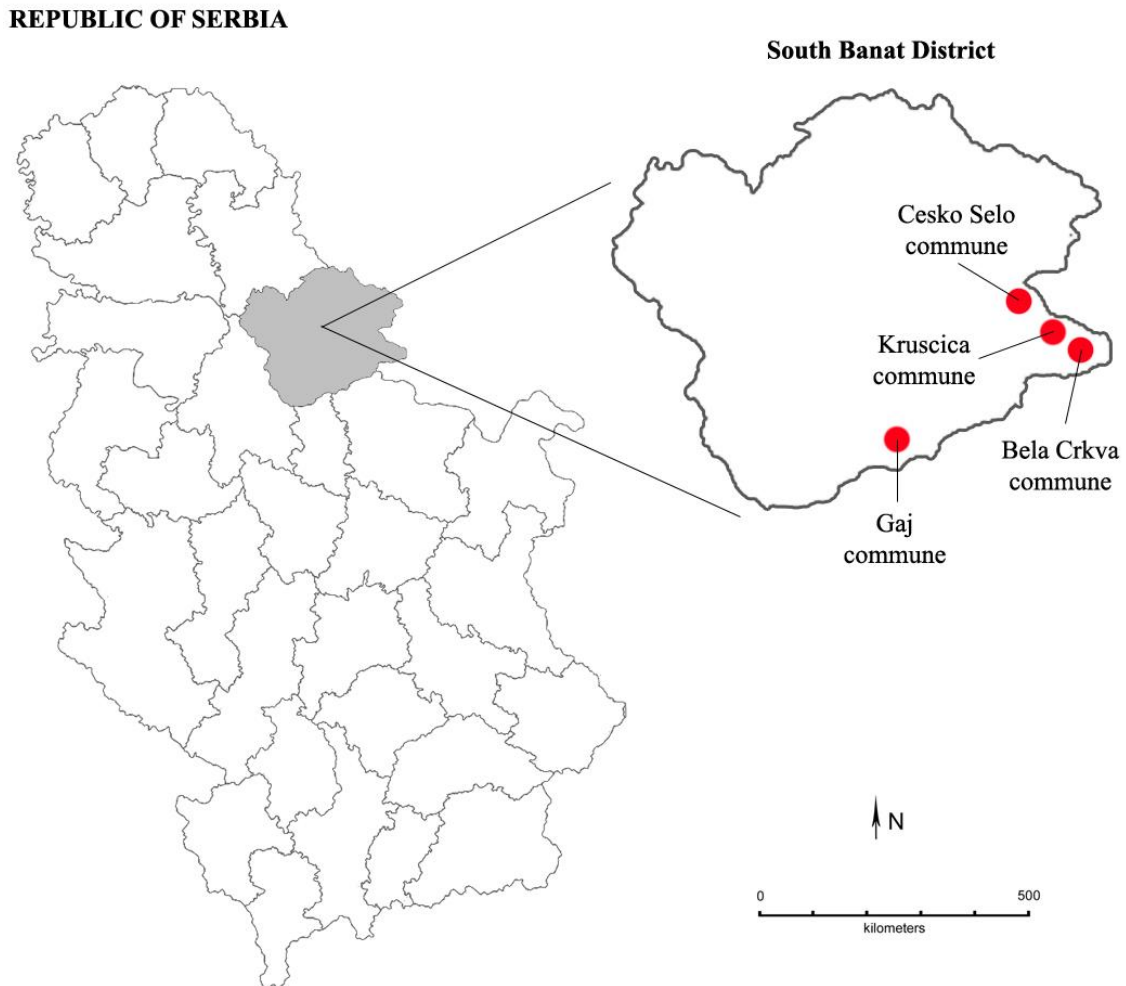 REPUBLIC OF SERBIA
South Banat District
Cesko Selo
commune
Kruscica
commune
Bela Crkva
commune
Gaj
commune
N
0 500
kilometers